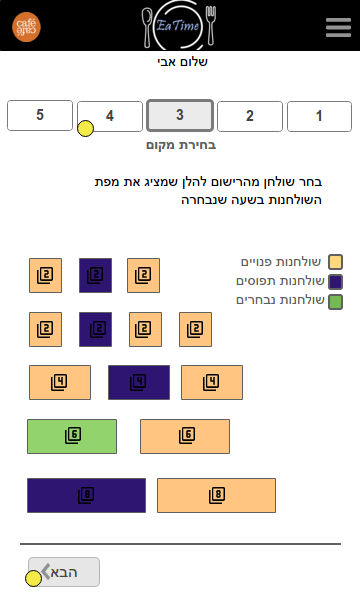 café
café
EaTime
שלום אבי
1 2 3 4 5
בחירת מקום
בחר שולחן מהרישום להלן שמציג את מפת
השולחנות בשעה שנבחרה
שולחנות פנויים
שולחנות תפוסים
שולחנות נבחרים
2 2 2
2 2 2 2
4 4 4
6 6
8 8
הבא